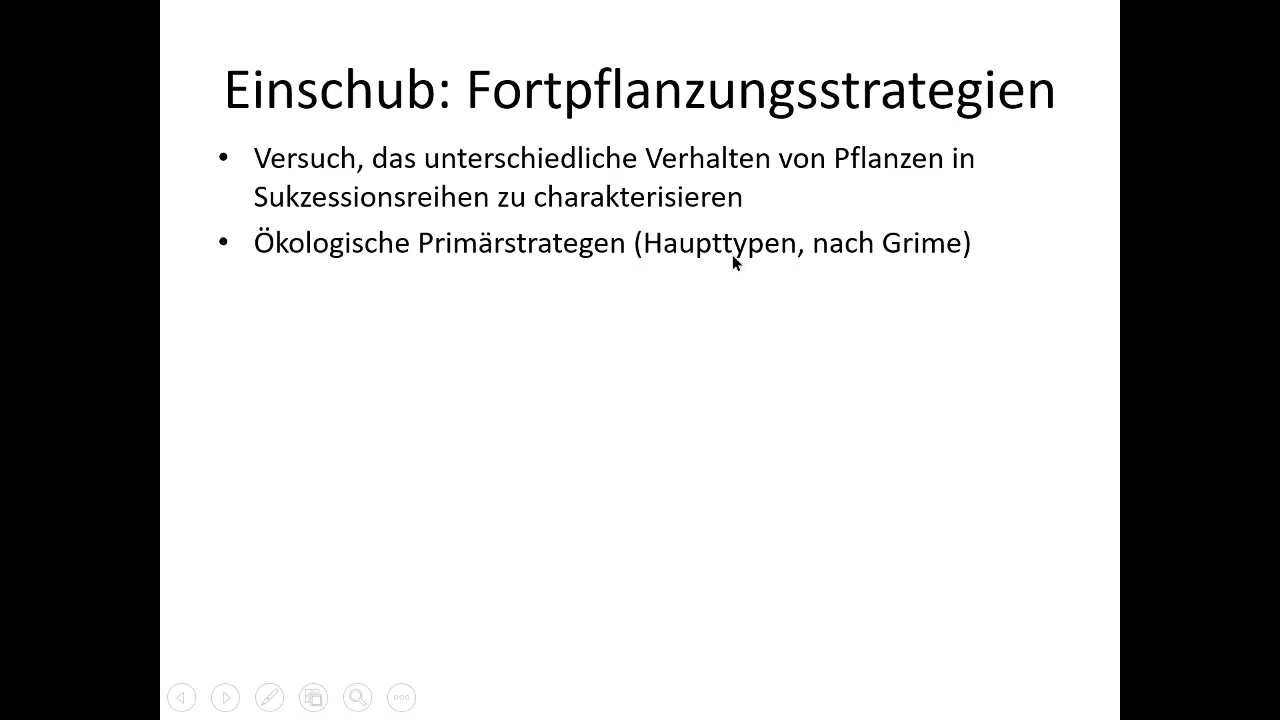 Einschub: Fortpflanzungsstrategien
• Versuch, das unterschiedliche Verhalten von Pflanzen in
Sukzessionsreihen zu charakterisieren
• Ökologische Primärstrategen (Haupttypen, nach Grime)